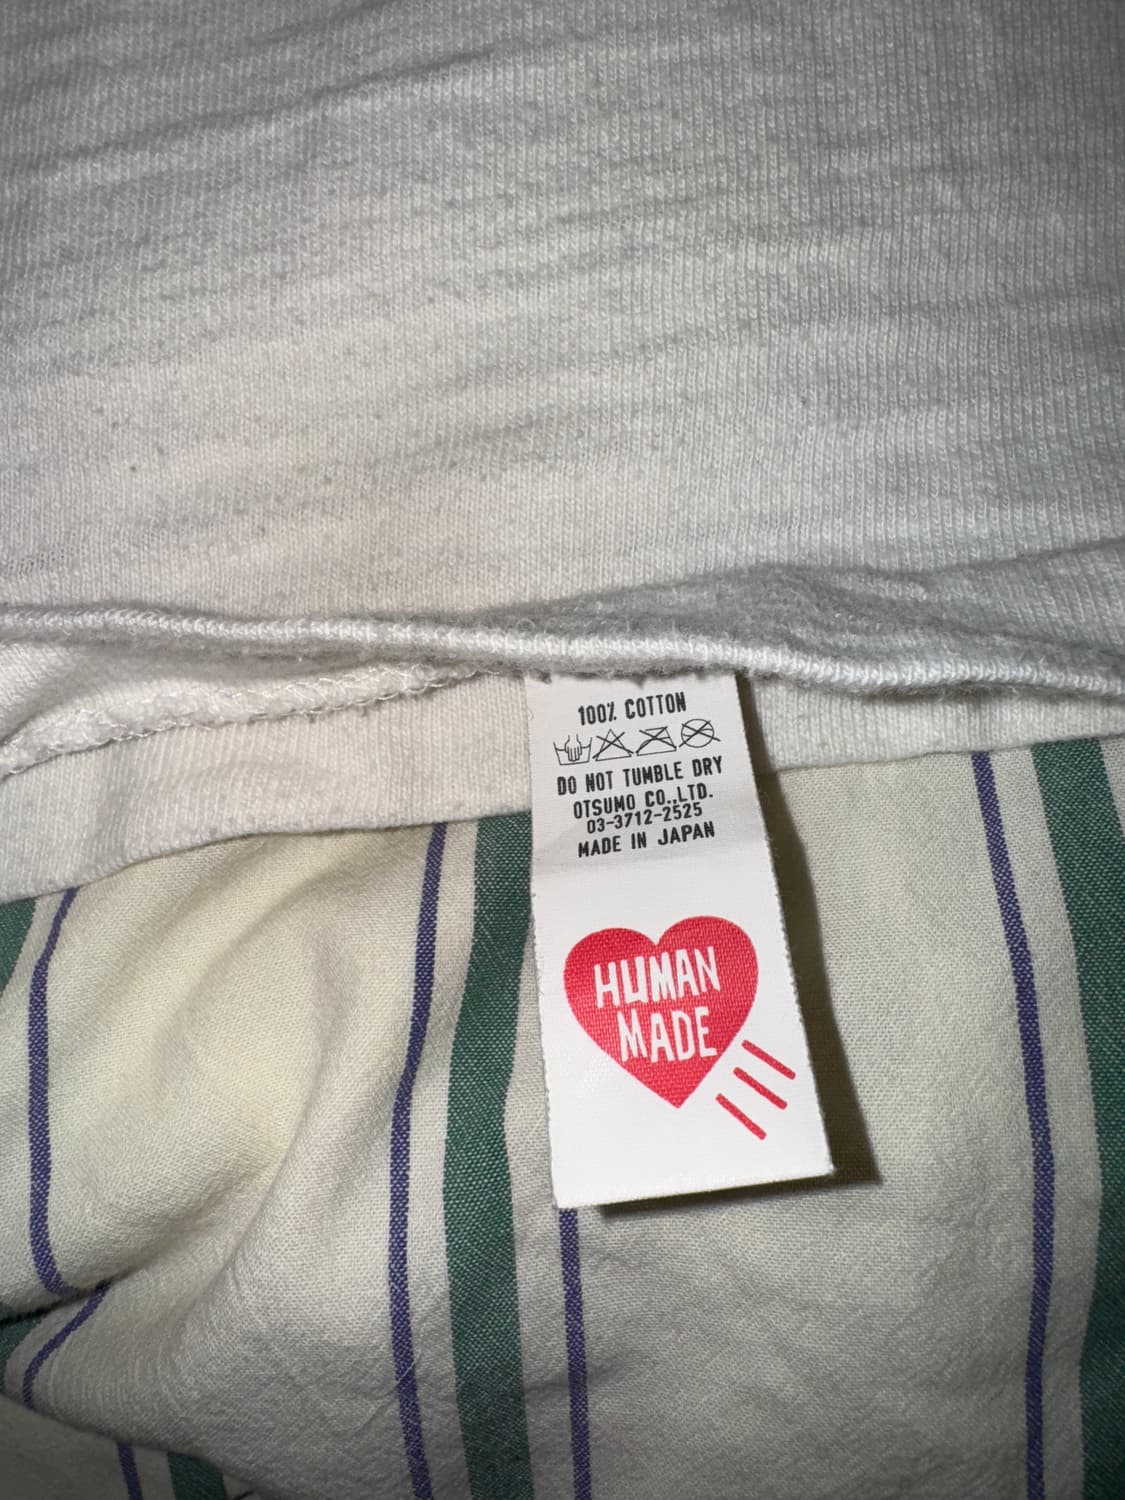 100% COTTON
DO NOT TUMBLE DRY
OTSUMO CO.,LTD.
03-3712-2525
MADE IN JAPAN
HUMAN
MADE